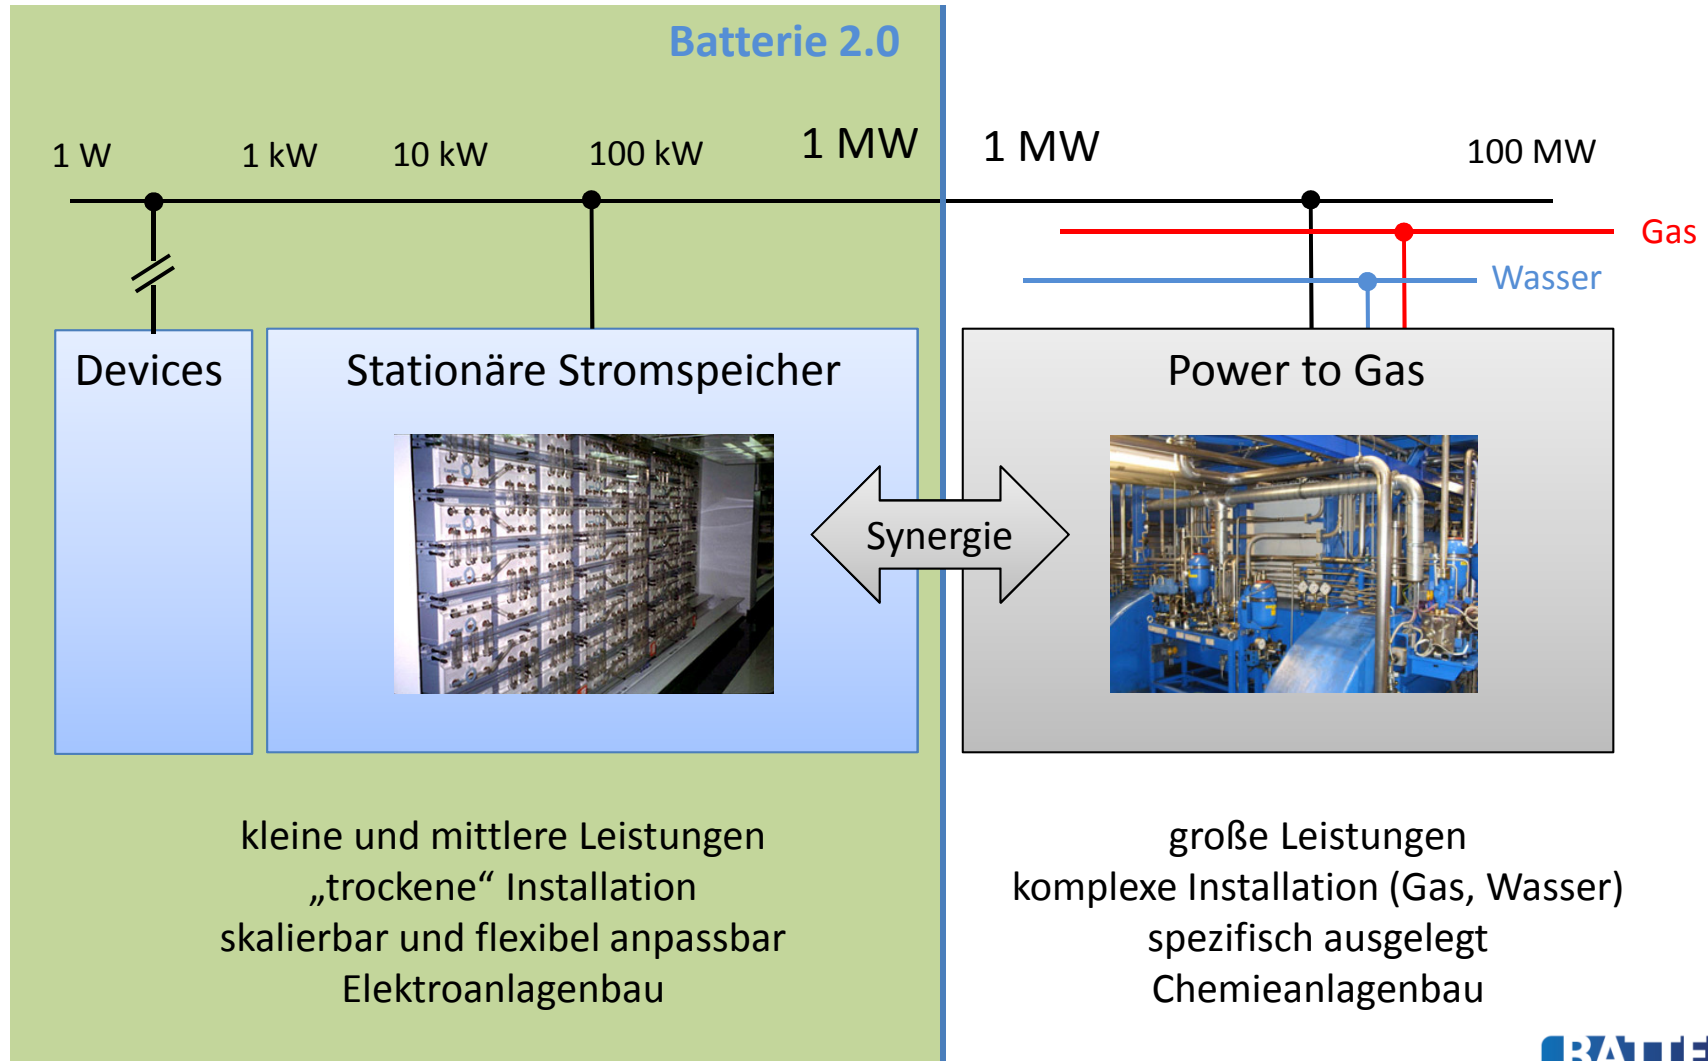 Batterie 2.0
1 W 1 kW 10 kW 100 kW 1 MW 1 MW 100 MW
Gas
Wasser
Devices Stationäre Stromspeicher Power to Gas
Synergie
kleine und mittlere Leistungen
„trockene“ Installation
skalierbar und flexibel anpassbar
Elektroanlagenbau
große Leistungen
komplexe Installation (Gas, Wasser)
spezifisch ausgelegt
Chemieanlagenbau